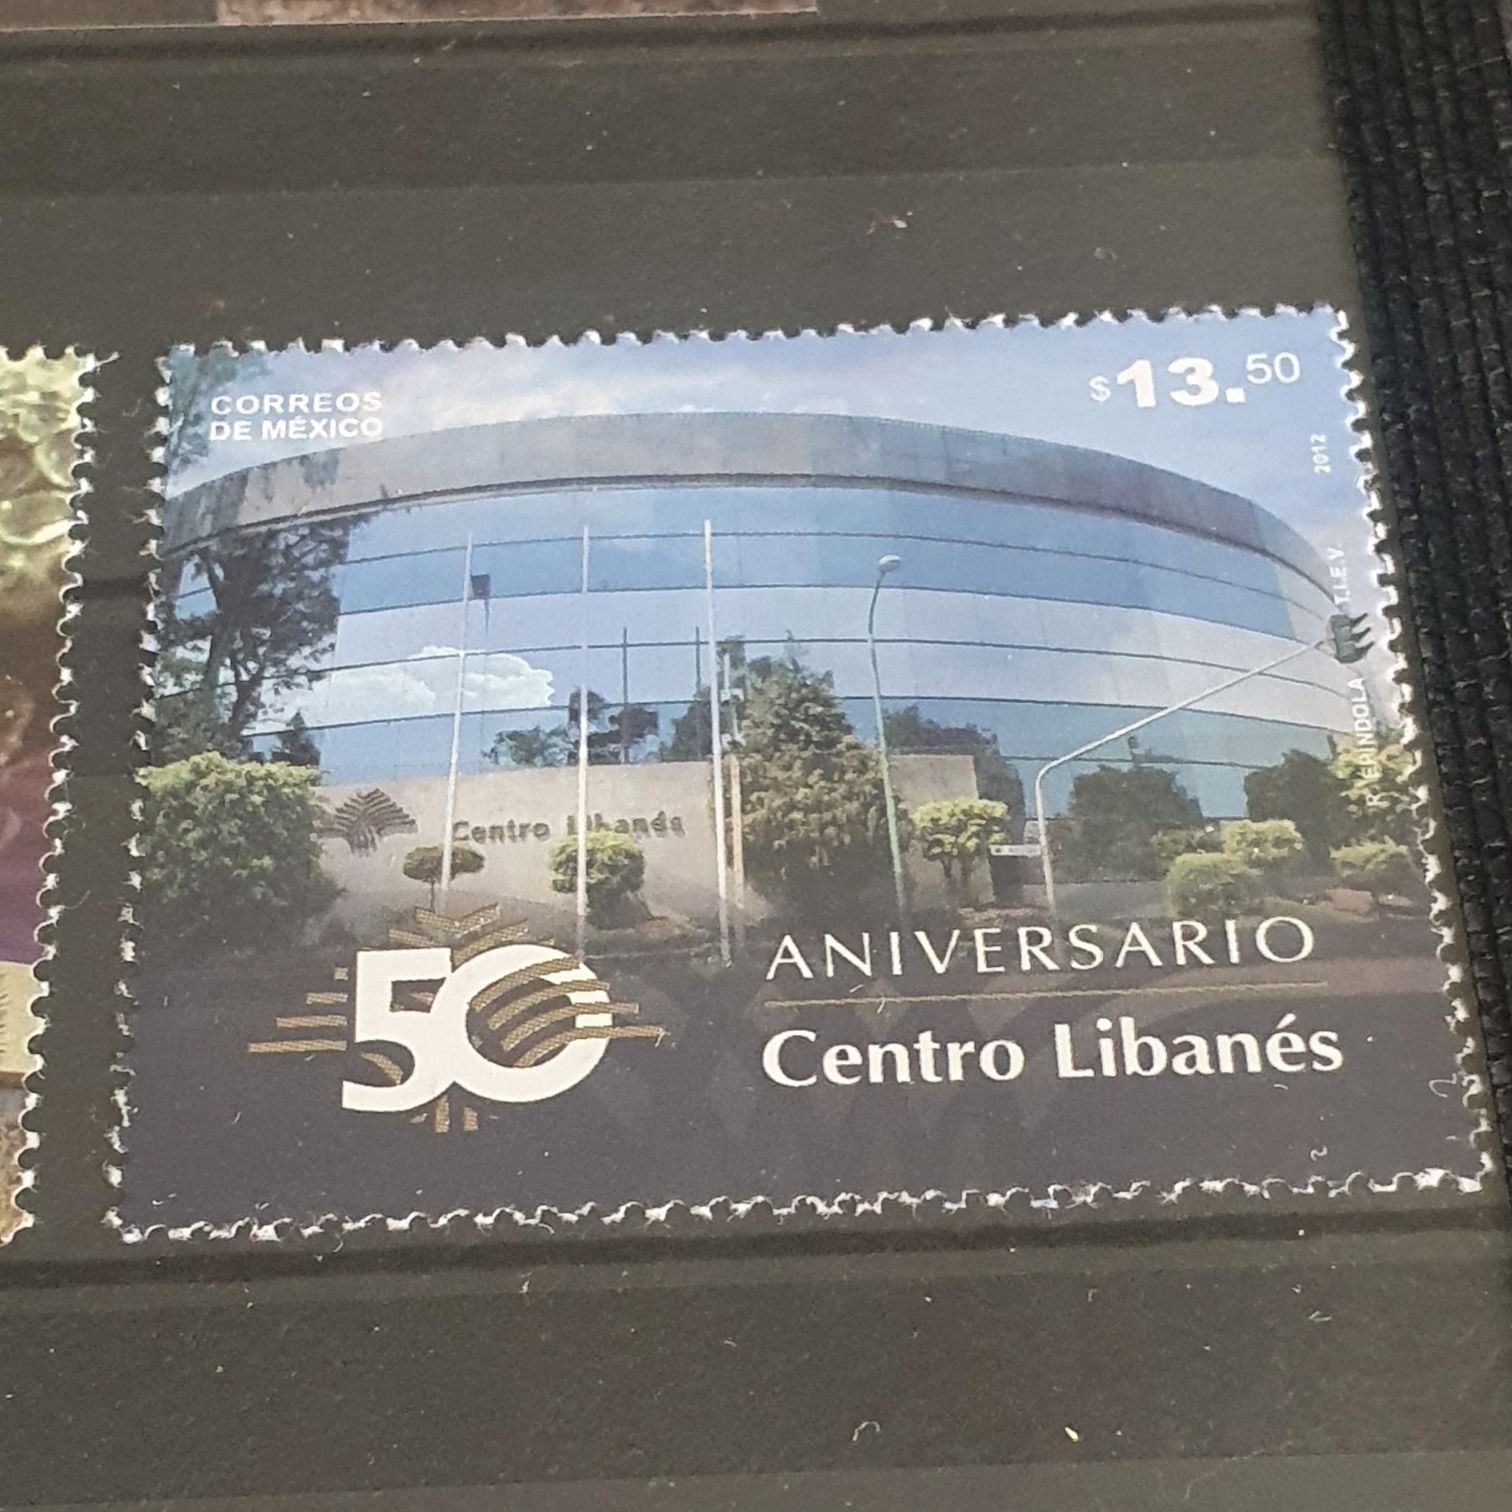 CORREOS
DE MÉXICO
$13.50
2012
T.I.E.V.
Centro Libanés
50
ANIVERSARIO
Centro Libanés